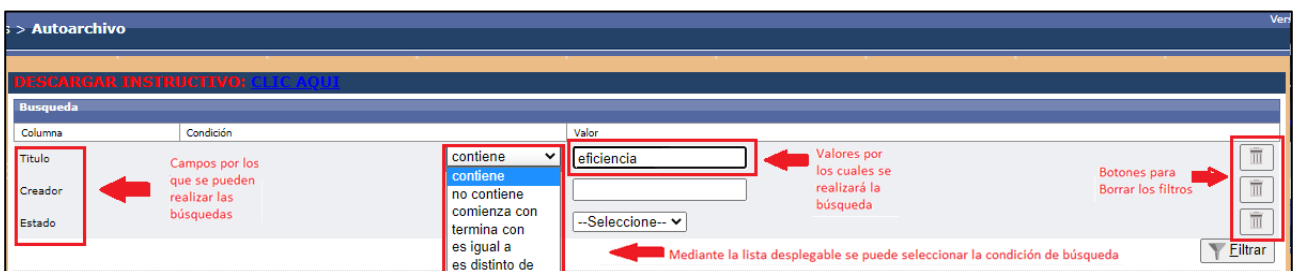 Ver
> Autoarchivo
DESCARGAR INSTRUCTIVO: CLIC AQUI
Busqueda
Columna Condición Valor
Titulo
Creador
Estado
Campos por los
que se pueden
realizar las
búsquedas
contiene
contiene
no contiene
comienza con
termina con
es igual a
es distinto de
eficiencia
--Seleccione--
Valores por
los cuales se
realizará la
búsqueda
Botones para
Borrar los filtros
Mediante la lista desplegable se puede seleccionar la condición de búsqueda
Filtrar